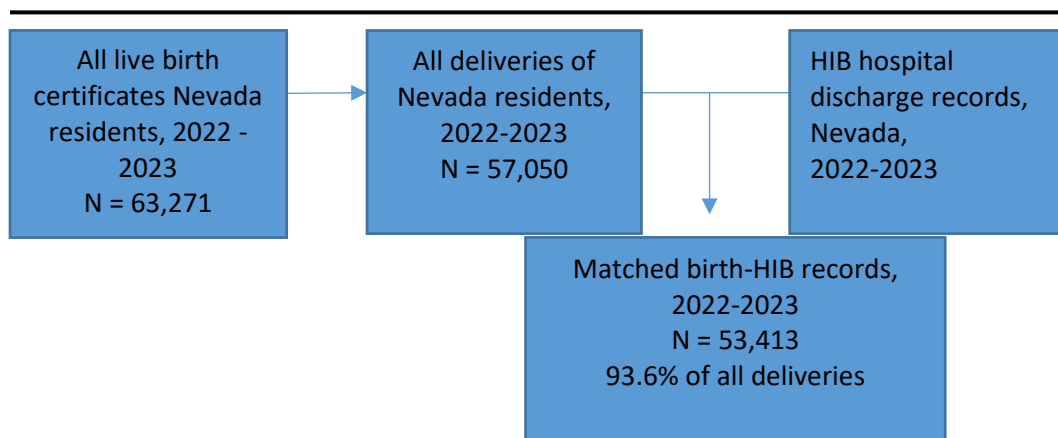 All live birth
certificates Nevada
residents, 2022 -
2023
N = 63,271
All deliveries of
Nevada residents,
2022-2023
N = 57,050
HIB hospital
discharge records,
Nevada,
2022-2023
Matched birth-HIB records,
2022-2023
N = 53,413
93.6% of all deliveries